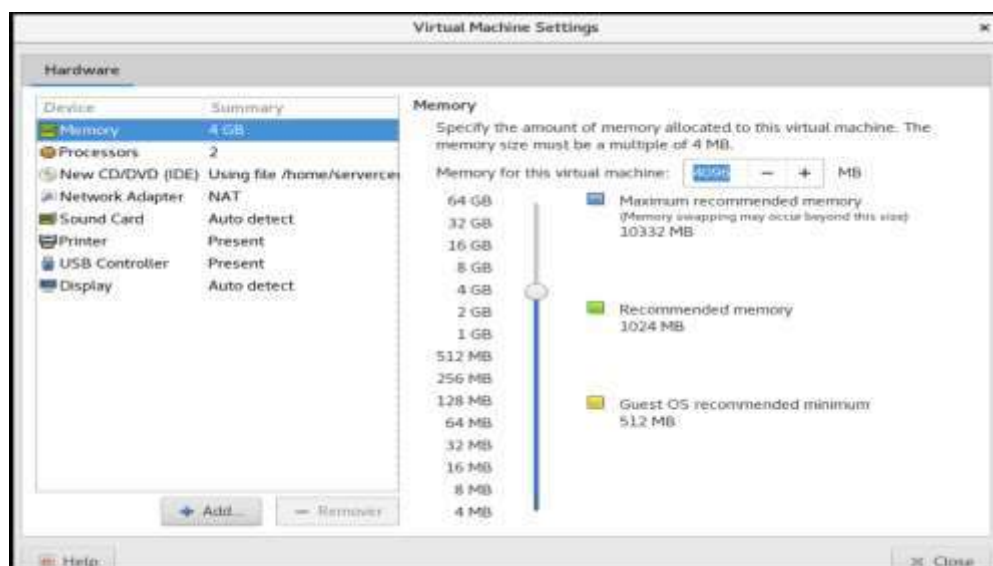 Virtual Machine Settings
Hardware
Device Summary
Memory 4 GB
Processors 2
New CD/DVD (IDE) Using file /home/serverce
Network Adapter NAT
Sound Card Auto detect
Printer Present
USB Controller Present
Display Auto detect
Add...
Remover
Memory
Specify the amount of memory allocated to this virtual machine. The
memory size must be a multiple of 4 MB.
Memory for this virtual machine: 4096 − + MB
64 GB
32 GB
16 GB
8 GB
4 GB
2 GB
1 GB
512 MB
256 MB
128 MB
64 MB
32 MB
16 MB
8 MB
4 MB
Maximum recommended memory
(Memory swapping may occur beyond this size)
10332 MB
Recommended memory
1024 MB
Guest OS recommended minimum
512 MB
Help
Close